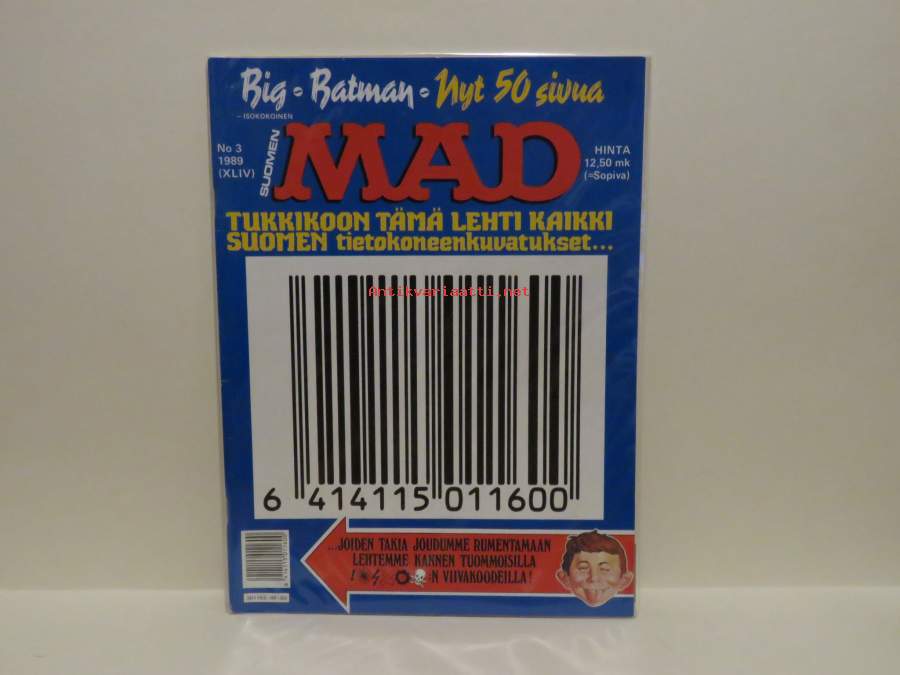 Big - Batman - Nyt 50 sivua
– ISOKOKOINEN
No 3
1989
(XLIV)
SUOMEN
MAD
HINTA
12,50 mk
(=Sopiva)
TUKKIKOON TÄMÄ LEHTI KAIKKI
SUOMEN tietokoneenkuvatukset...
Antikvariaatti.net
6 414115 011600
...JOIDEN TAKIA JOUDUMME RUMENTAMAAN
LEHTEMME KANNEN TUOMMOISILLA
-N VIIVAKOODEILLA!